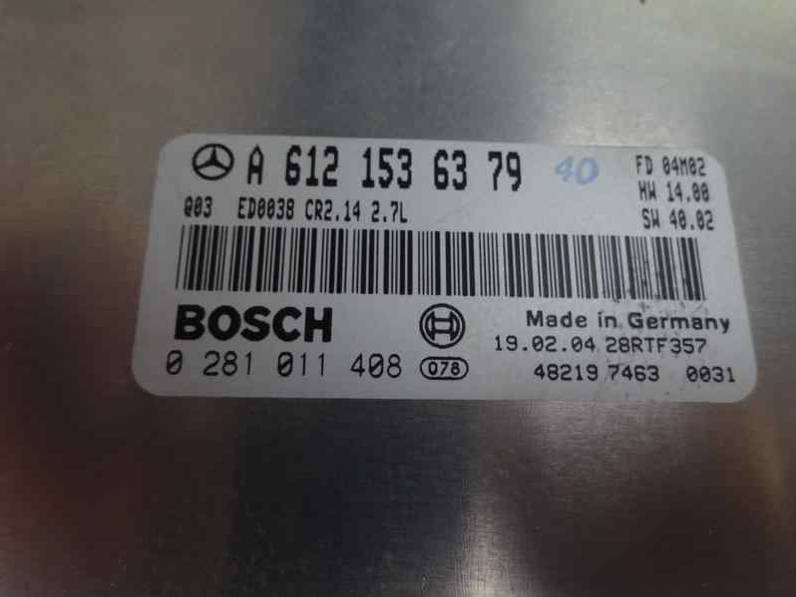 A 612 153 63 79 40 FD 04M02
HW 14.00
Q03 ED0038 CR2.14 2.7L SW 40.02
BOSCH Made in Germany
19.02.04 28RTF357
0 281 011 408 078 48219 7463 0031